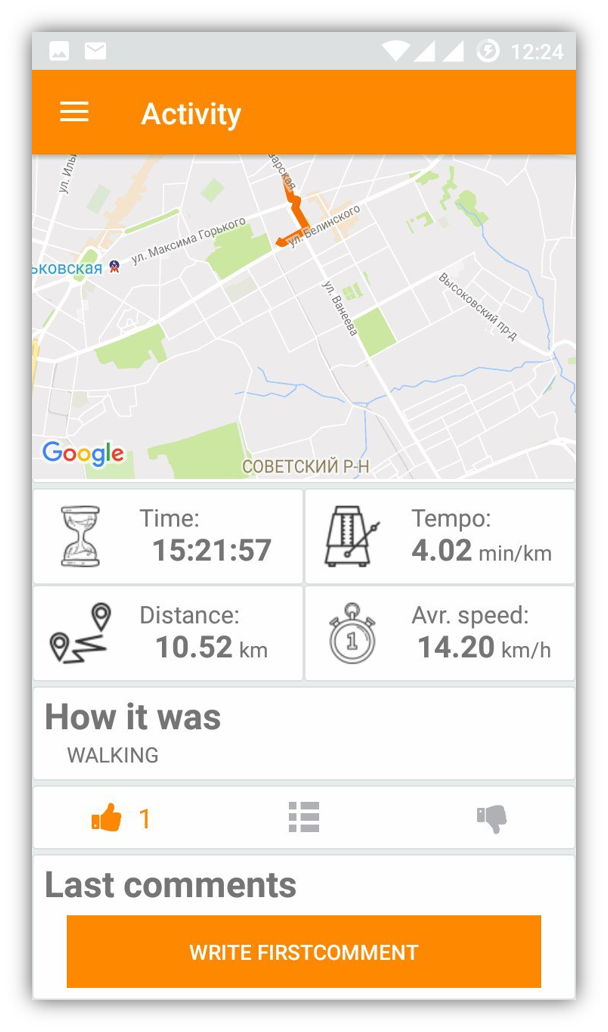 12:24
Activity
ул. Иль
варская
ул. Белинского
ул. Максима Горького
ьковская
ул. Ванеева
Высоковский пр-д
Google
СОВЕТСКИЙ Р-Н
Time:
15:21:57
Tempo:
4.02 min/km
Distance:
10.52 km
Avr. speed:
14.20 km/h
1
How it was
WALKING
1
Last comments
WRITE FIRSTCOMMENT